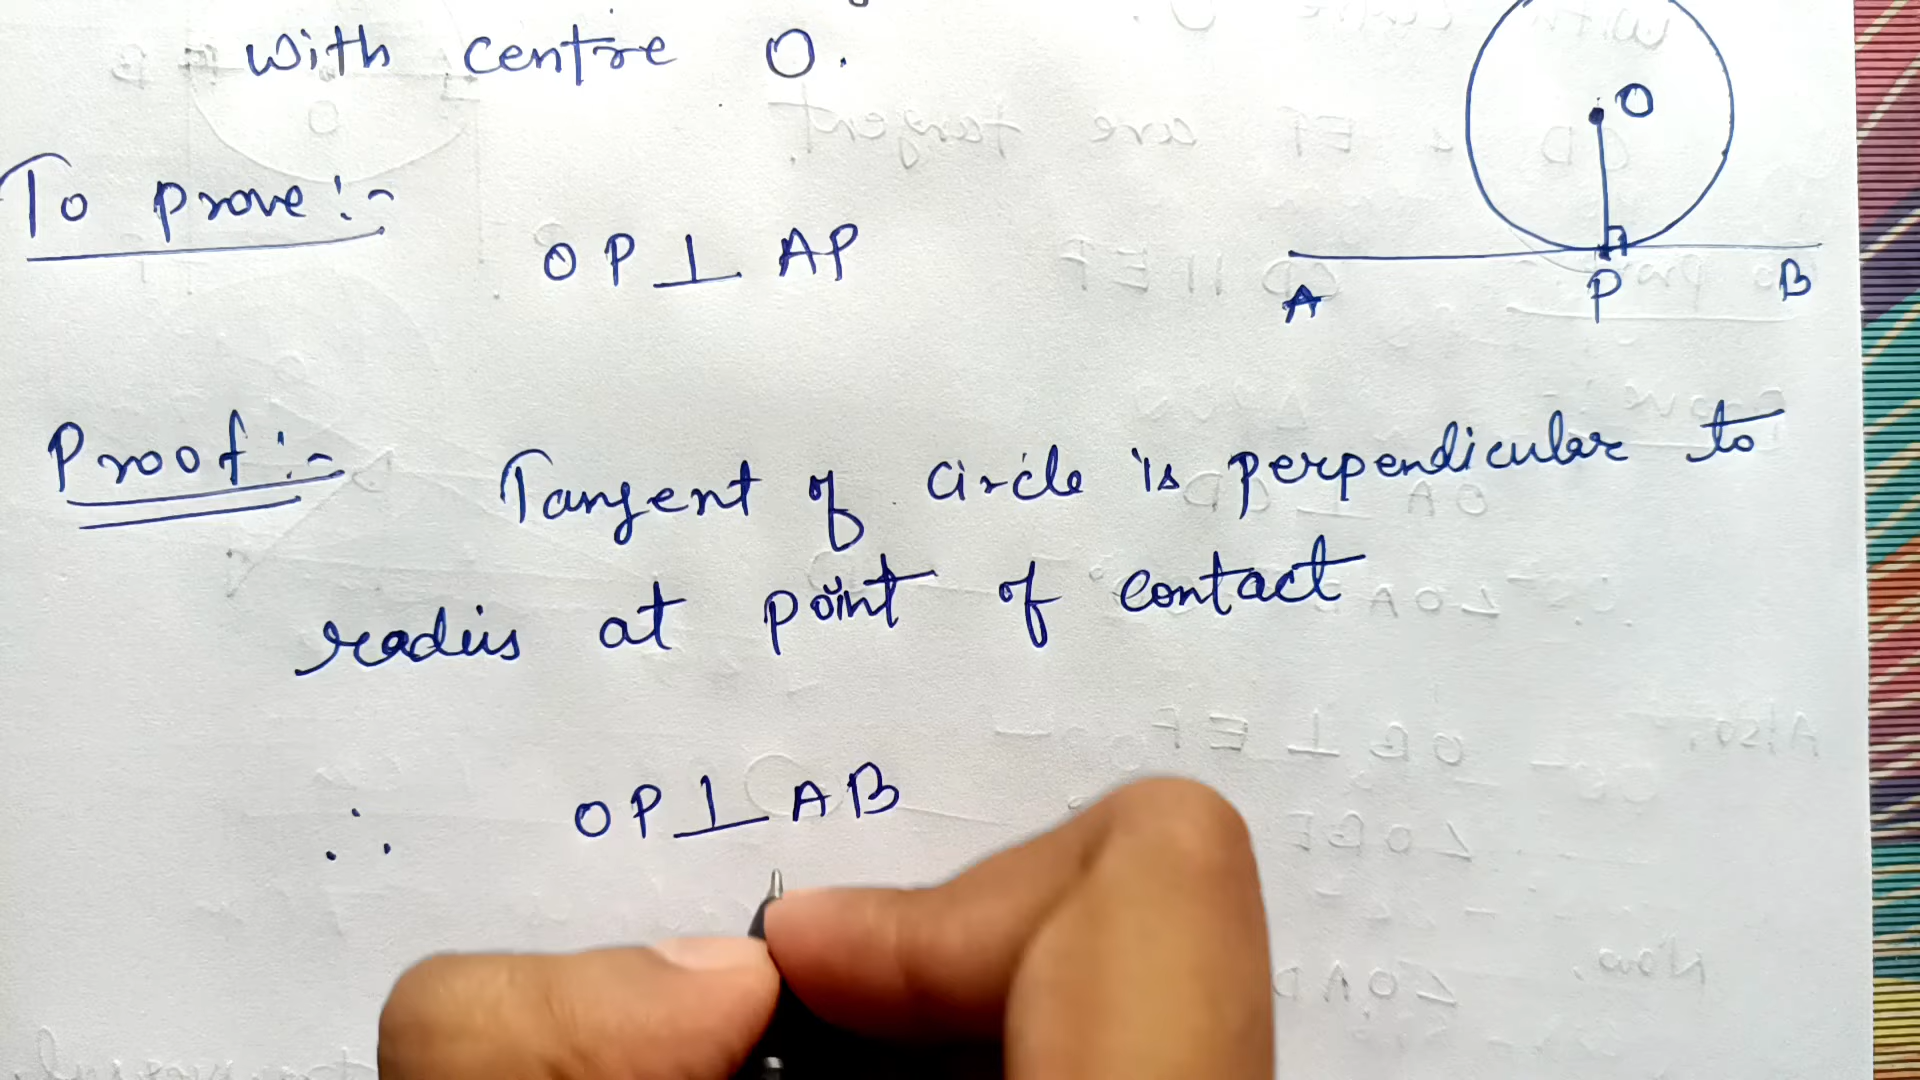 with centre O.
To prove:-
OP ⊥ AP
O
A P B
Proof:- Tangent of circle is perpendicular to
radius at point of contact
∴ OP ⊥ AB